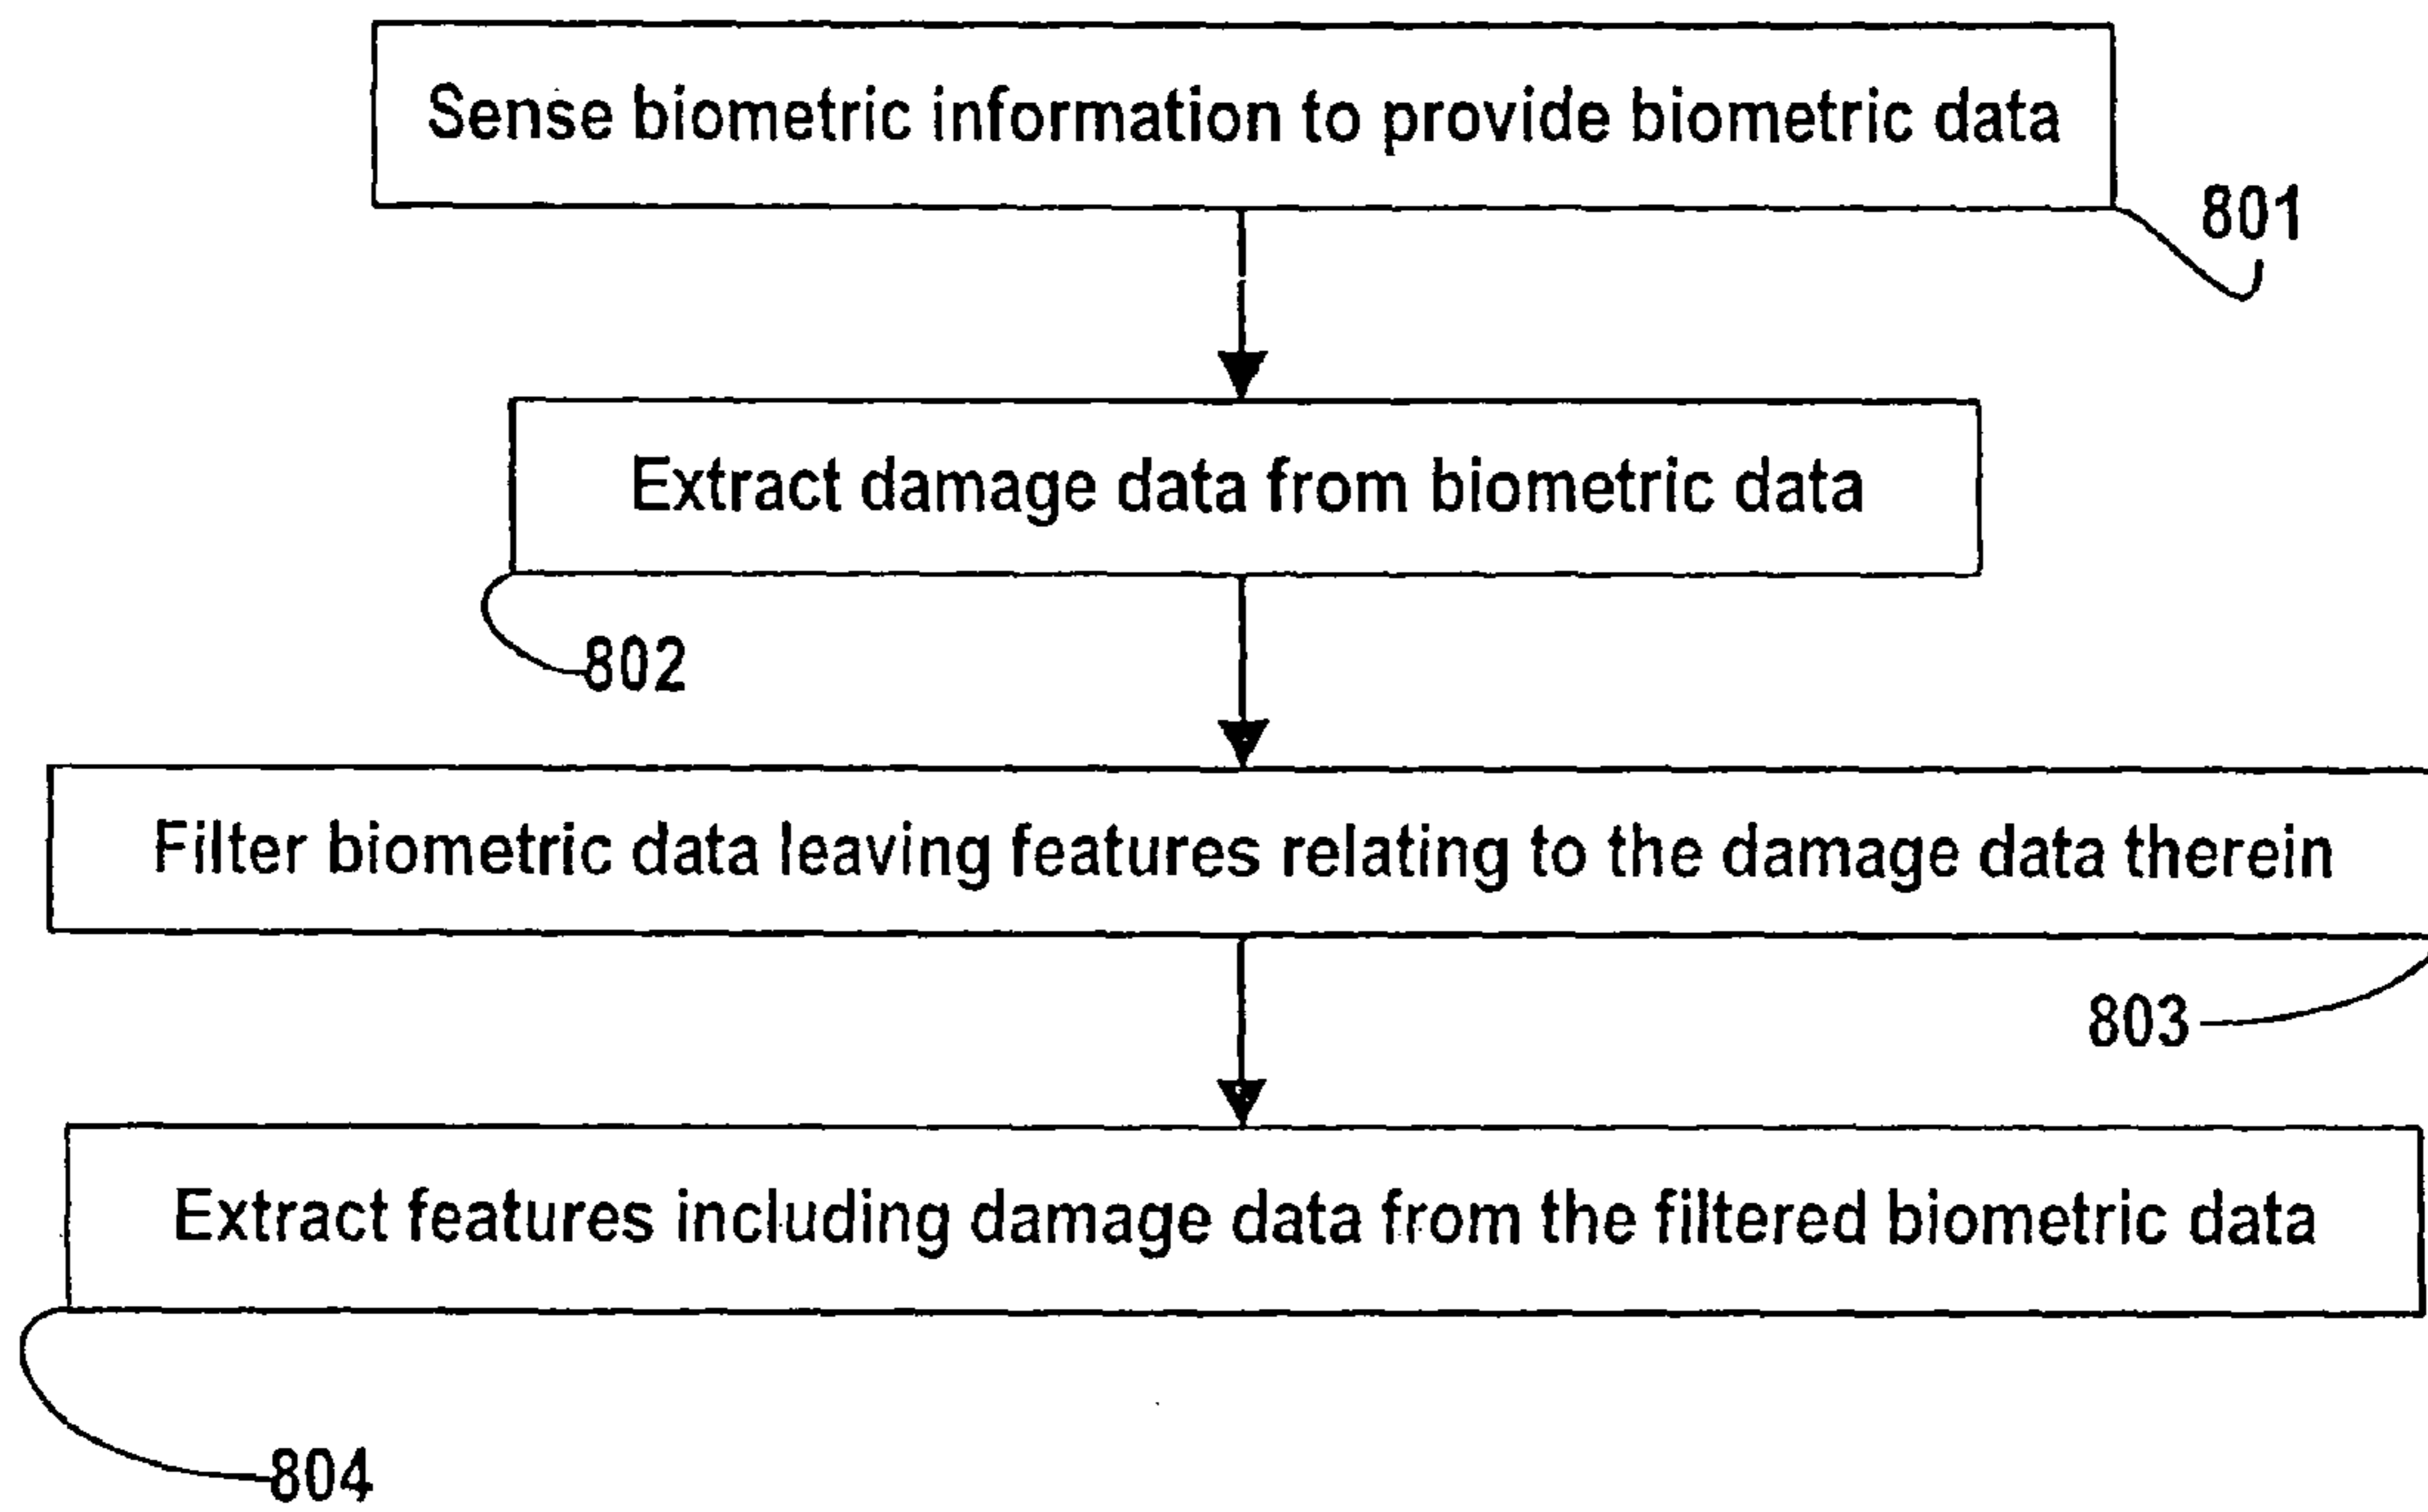 Sense biometric information to provide biometric data
801
Extract damage data from biometric data
802
Filter biometric data leaving features relating to the damage data therein
803
Extract features including damage data from the filtered biometric data
804